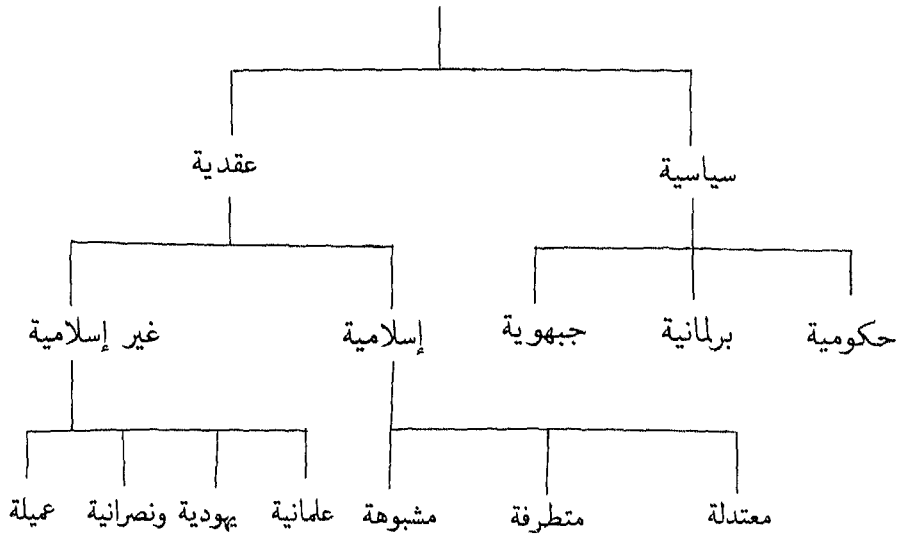 سياسية عقدية
حكومية برلمانية جبهوية إسلامية غير إسلامية
معتدلة متطرفة مشبوهة علمانية يهودية ونصرانية عميلة